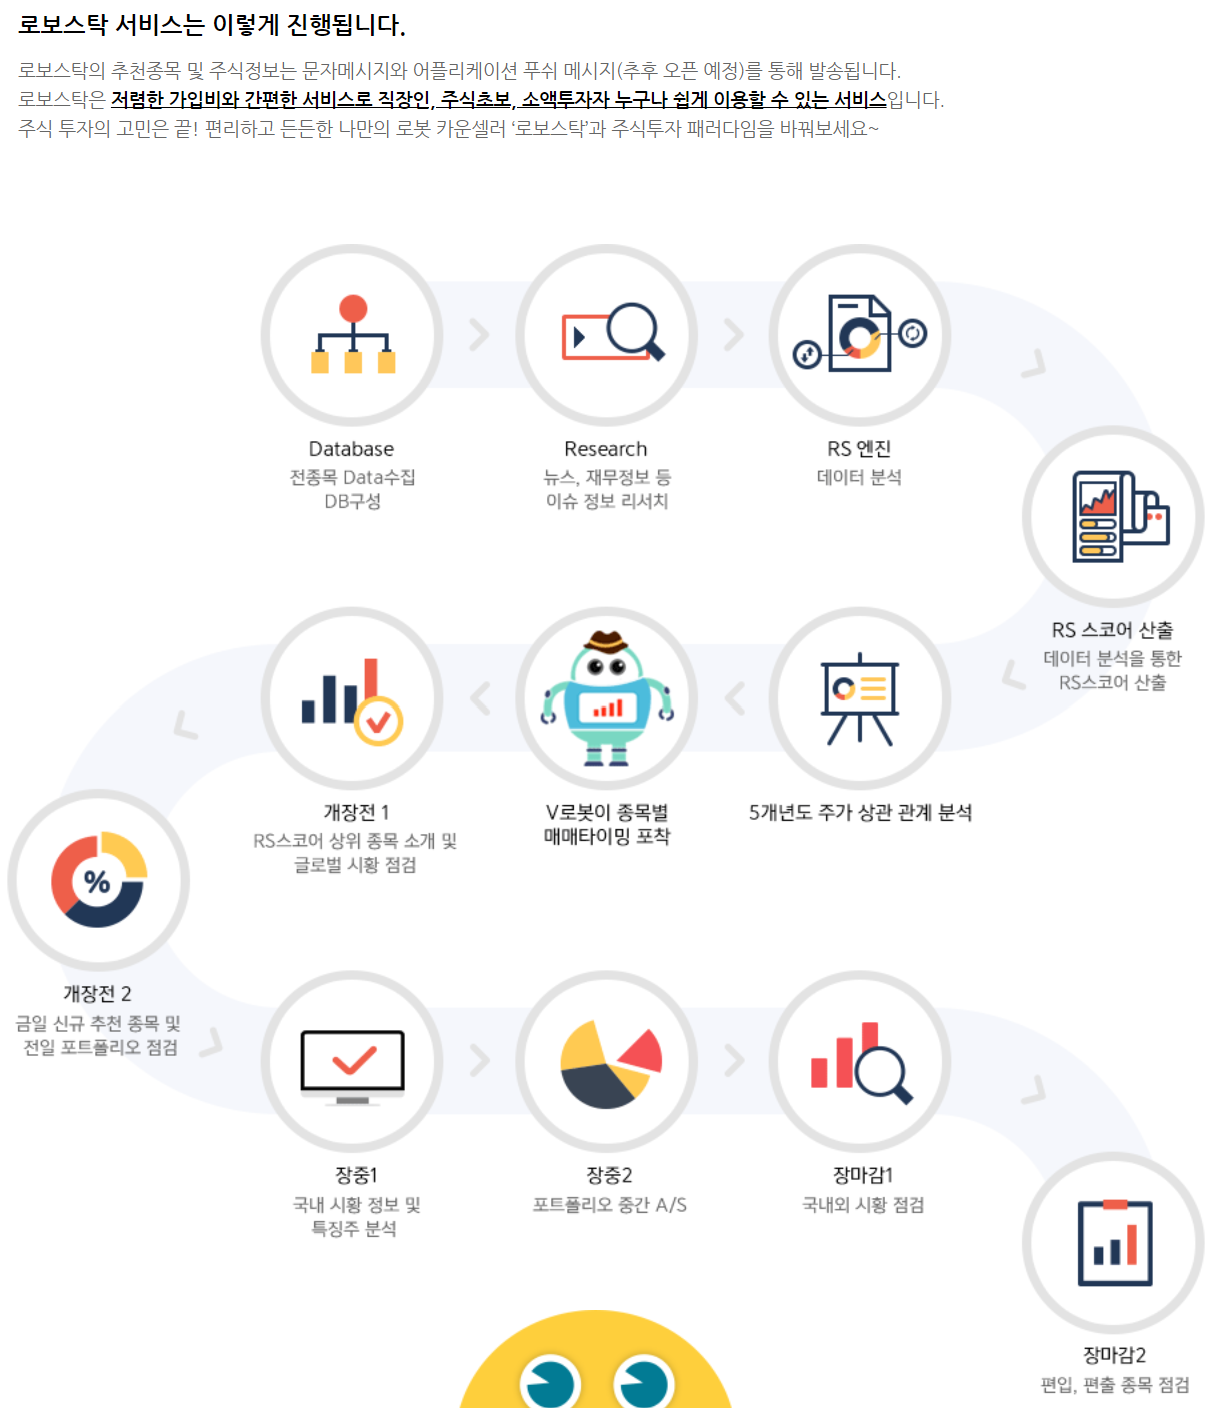 로보스탁 서비스는 이렇게 진행됩니다.
로보스탁의 추천종목 및 주식정보는 문자메시지와 어플리케이션 푸쉬 메시지(추후 오픈 예정)를 통해 발송됩니다.
로보스탁은 저렴한 가입비와 간편한 서비스로 직장인, 주식초보, 소액투자자 누구나 쉽게 이용할 수 있는 서비스입니다.
주식 투자의 고민은 끝! 편리하고 든든한 나만의 로봇 카운셀러 ‘로보스탁’과 주식투자 패러다임을 바꿔보세요~
Database
전종목 Data수집
DB구성
Research
뉴스, 재무정보 등
이슈 정보 리서치
RS 엔진
데이터 분석
RS 스코어 산출
데이터 분석을 통한
RS스코어 산출
5개년도 주가 상관 관계 분석
V로봇이 종목별
매매타이밍 포착
개장전 1
RS스코어 상위 종목 소개 및
글로벌 시황 점검
%
개장전 2
금일 신규 추천 종목 및
전일 포트폴리오 점검
장중1
국내 시황 정보 및
특징주 분석
장중2
포트폴리오 중간 A/S
장마감1
국내외 시황 점검
장마감2
편입, 편출 종목 점검